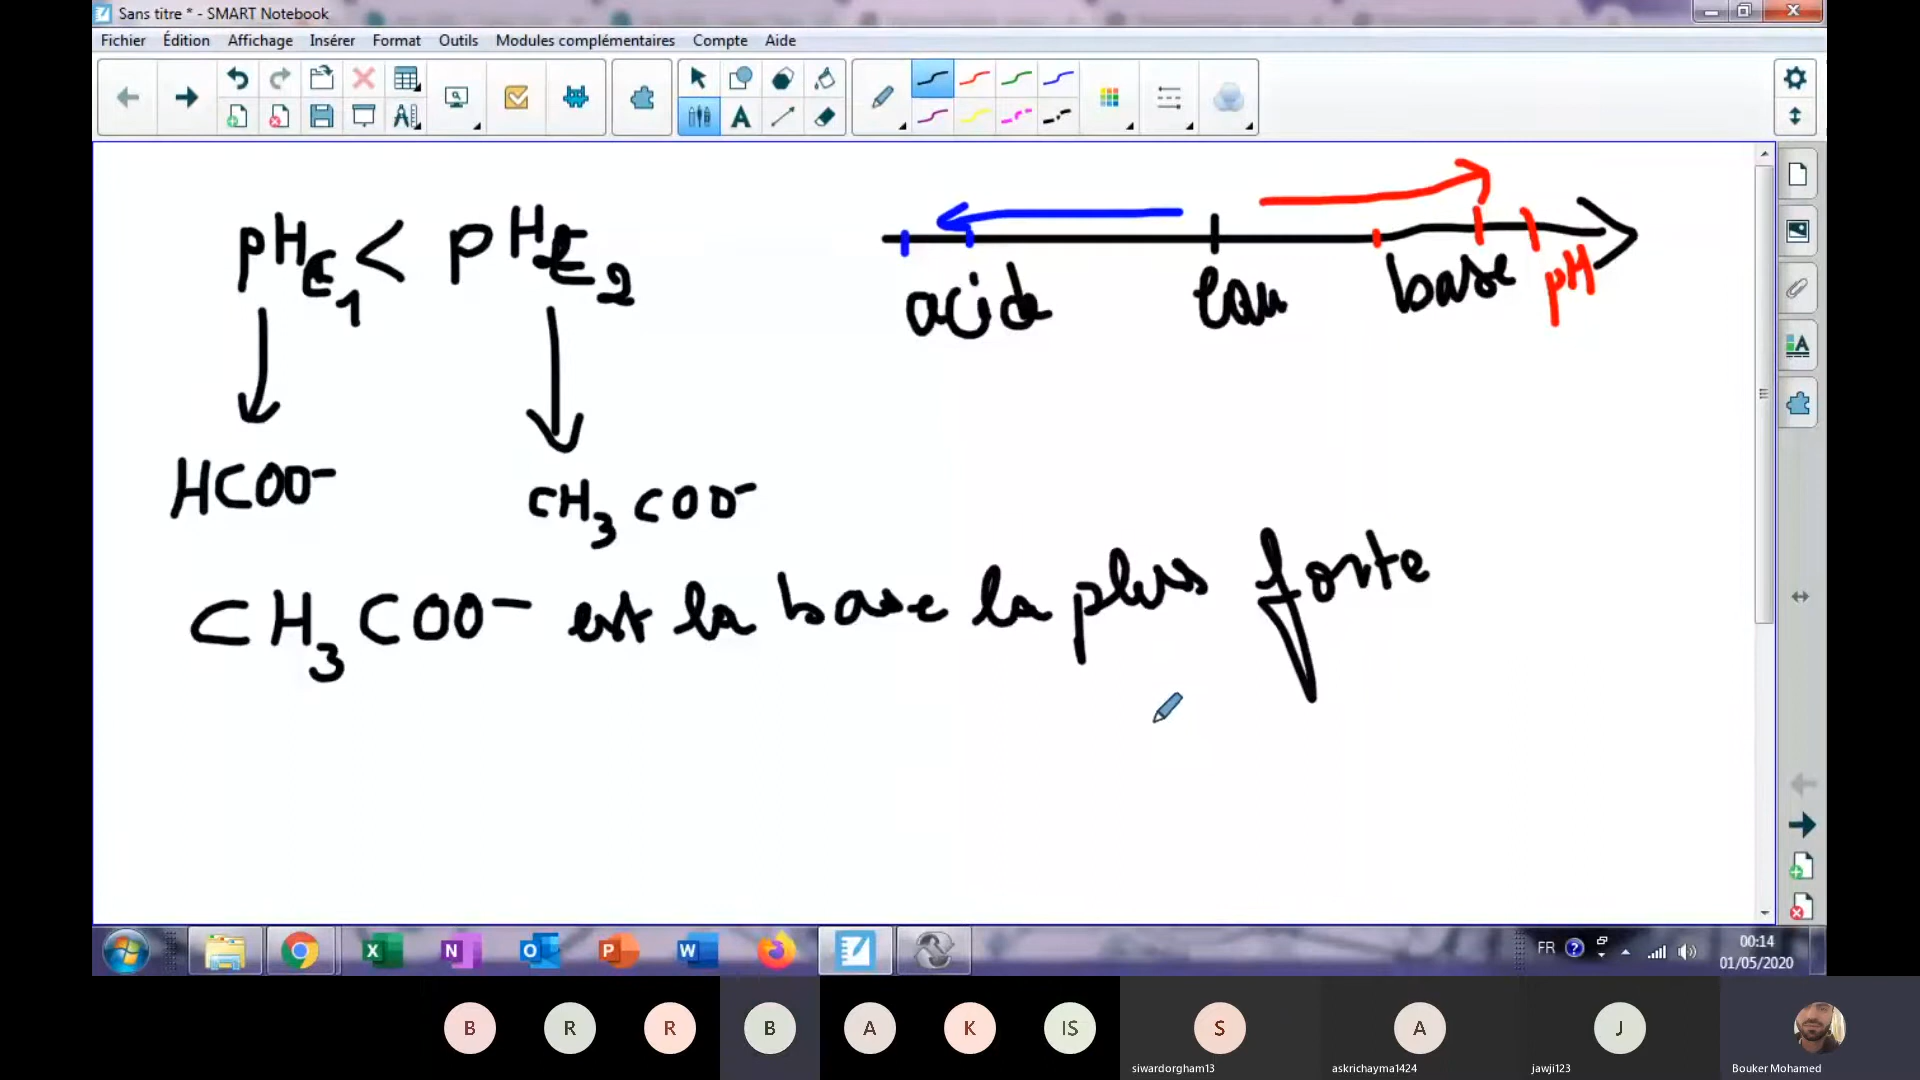 Sans titre * - SMART Notebook
Fichier Édition Affichage Insérer Format Outils Modules complémentaires Compte Aide
pH_E1 < pH_E2
acide eau base pH
HCOO⁻ CH₃COO⁻
CH₃COO⁻ est la base la plus forte
FR
00:14
01/05/2020
B R R B A K IS S A J
siwardorgham13 askrichayma1424 jawji123 Bouker Mohamed